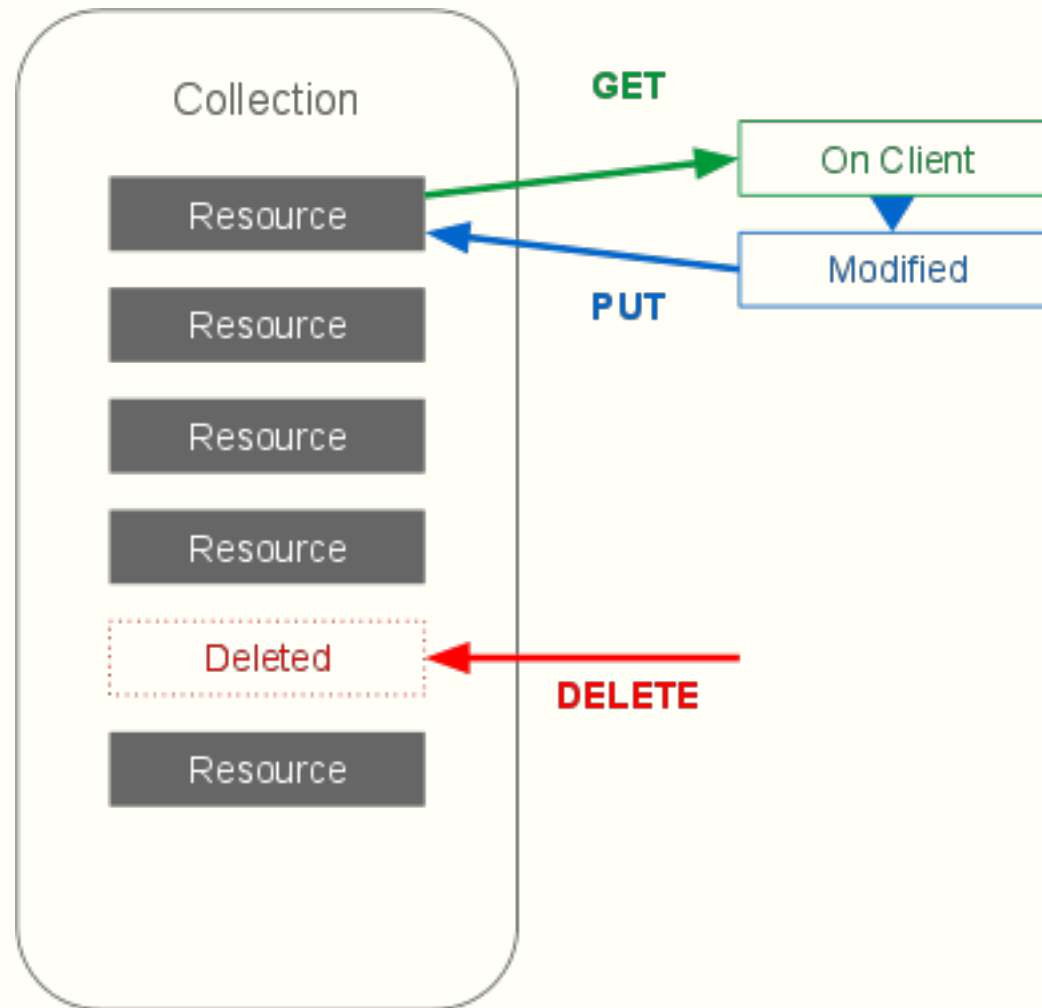 Collection
GET
On Client
Resource
Modified
PUT
Resource
Resource
Resource
Deleted
DELETE
Resource